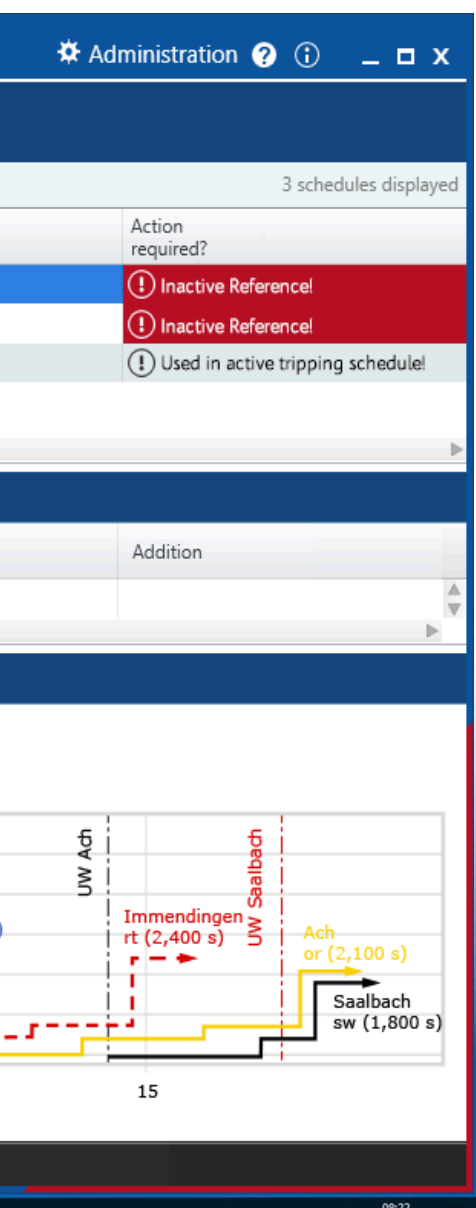 Administration ? i _ X
3 schedules displayed
Action
required?
! Inactive Reference!
! Inactive Reference!
! Used in active tripping schedule!
Addition
UW Ach
UW Saalbach
Immendingen
rt (2,400 s)
Ach
or (2,100 s)
Saalbach
sw (1,800 s)
15